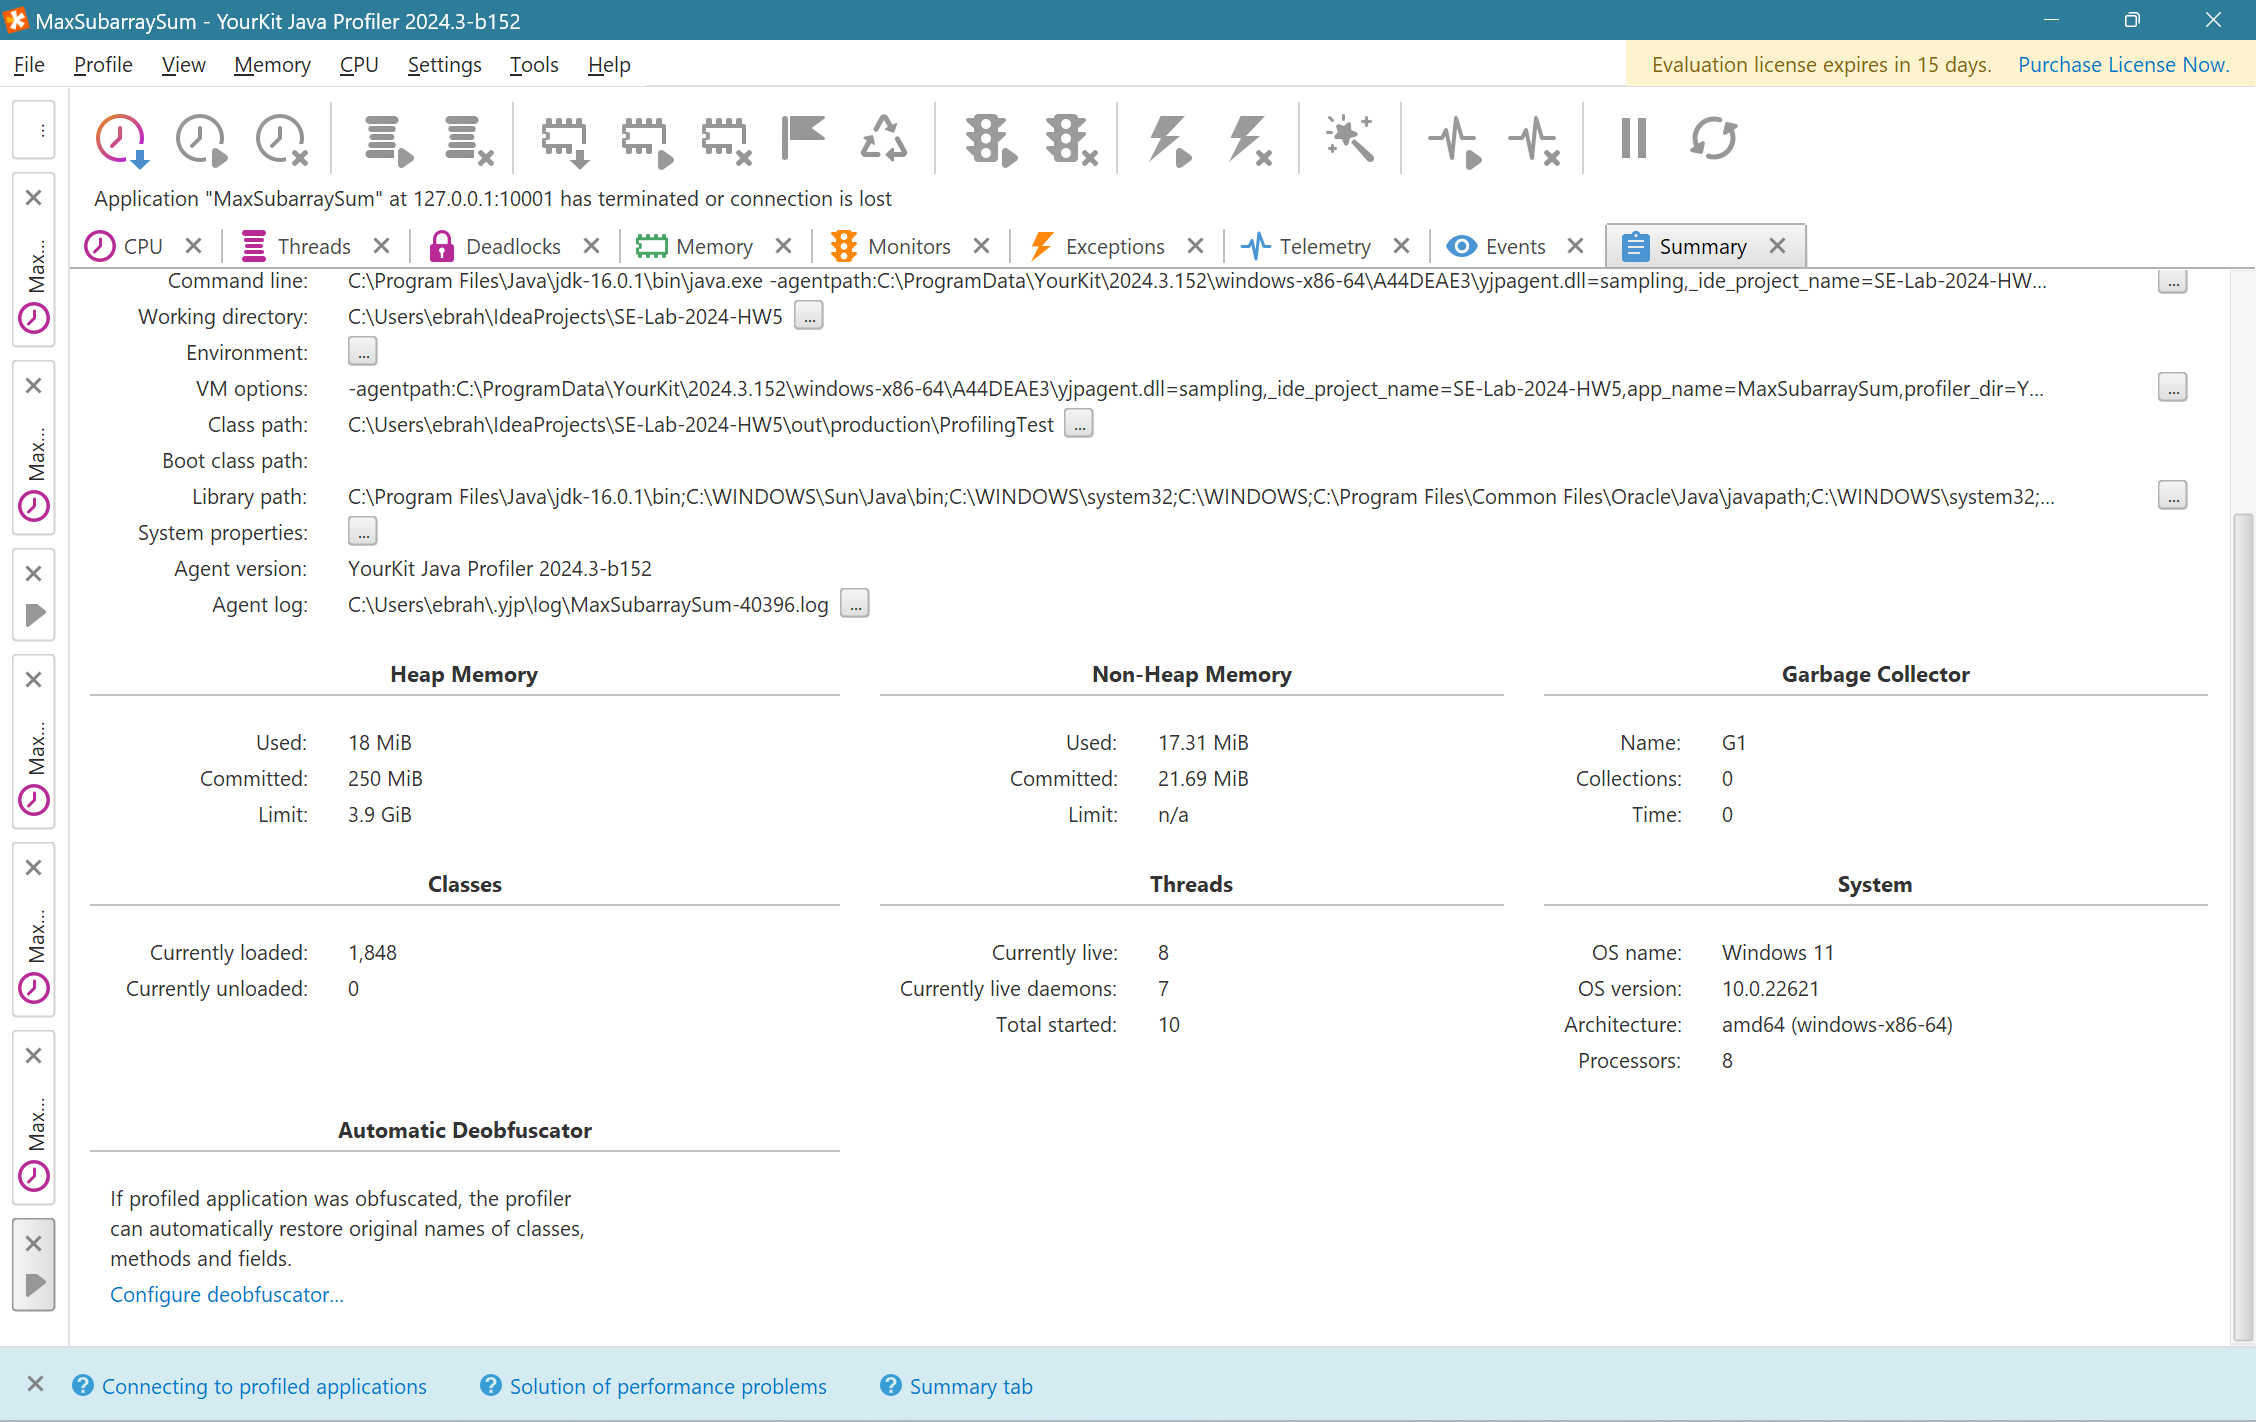 MaxSubarraySum - YourKit Java Profiler 2024.3-b152
File Profile View Memory CPU Settings Tools Help
Evaluation license expires in 15 days. Purchase License Now.
...
Application "MaxSubarraySum" at 127.0.0.1:10001 has terminated or connection is lost
CPU Threads Deadlocks Memory Monitors Exceptions Telemetry Events Summary
Command line: C:\Program Files\Java\jdk-16.0.1\bin\java.exe -agentpath:C:\ProgramData\YourKit\2024.3.152\windows-x86-64\A44DEAE3\yjpagent.dll=sampling,_ide_project_name=SE-Lab-2024-HW... ...
Working directory: C:\Users\ebrah\IdeaProjects\SE-Lab-2024-HW5 ...
Environment: ...
VM options: -agentpath:C:\ProgramData\YourKit\2024.3.152\windows-x86-64\A44DEAE3\yjpagent.dll=sampling,_ide_project_name=SE-Lab-2024-HW5,app_name=MaxSubarraySum,profiler_dir=Y... ...
Class path: C:\Users\ebrah\IdeaProjects\SE-Lab-2024-HW5\out\production\ProfilingTest ...
Boot class path:
Library path: C:\Program Files\Java\jdk-16.0.1\bin;C:\WINDOWS\Sun\Java\bin;C:\WINDOWS\system32;C:\WINDOWS;C:\Program Files\Common Files\Oracle\Java\javapath;C:\WINDOWS\system32;... ...
System properties: ...
Agent version: YourKit Java Profiler 2024.3-b152
Agent log: C:\Users\ebrah\.yjp\log\MaxSubarraySum-40396.log ...
Max...
Max...
Max...
Max...
Max...
Heap Memory
Used: 18 MiB
Committed: 250 MiB
Limit: 3.9 GiB
Non-Heap Memory
Used: 17.31 MiB
Committed: 21.69 MiB
Limit: n/a
Garbage Collector
Name: G1
Collections: 0
Time: 0
Classes
Currently loaded: 1,848
Currently unloaded: 0
Threads
Currently live: 8
Currently live daemons: 7
Total started: 10
System
OS name: Windows 11
OS version: 10.0.22621
Architecture: amd64 (windows-x86-64)
Processors: 8
Automatic Deobfuscator
If profiled application was obfuscated, the profiler
can automatically restore original names of classes,
methods and fields.
Configure deobfuscator...
? Connecting to profiled applications ? Solution of performance problems ? Summary tab